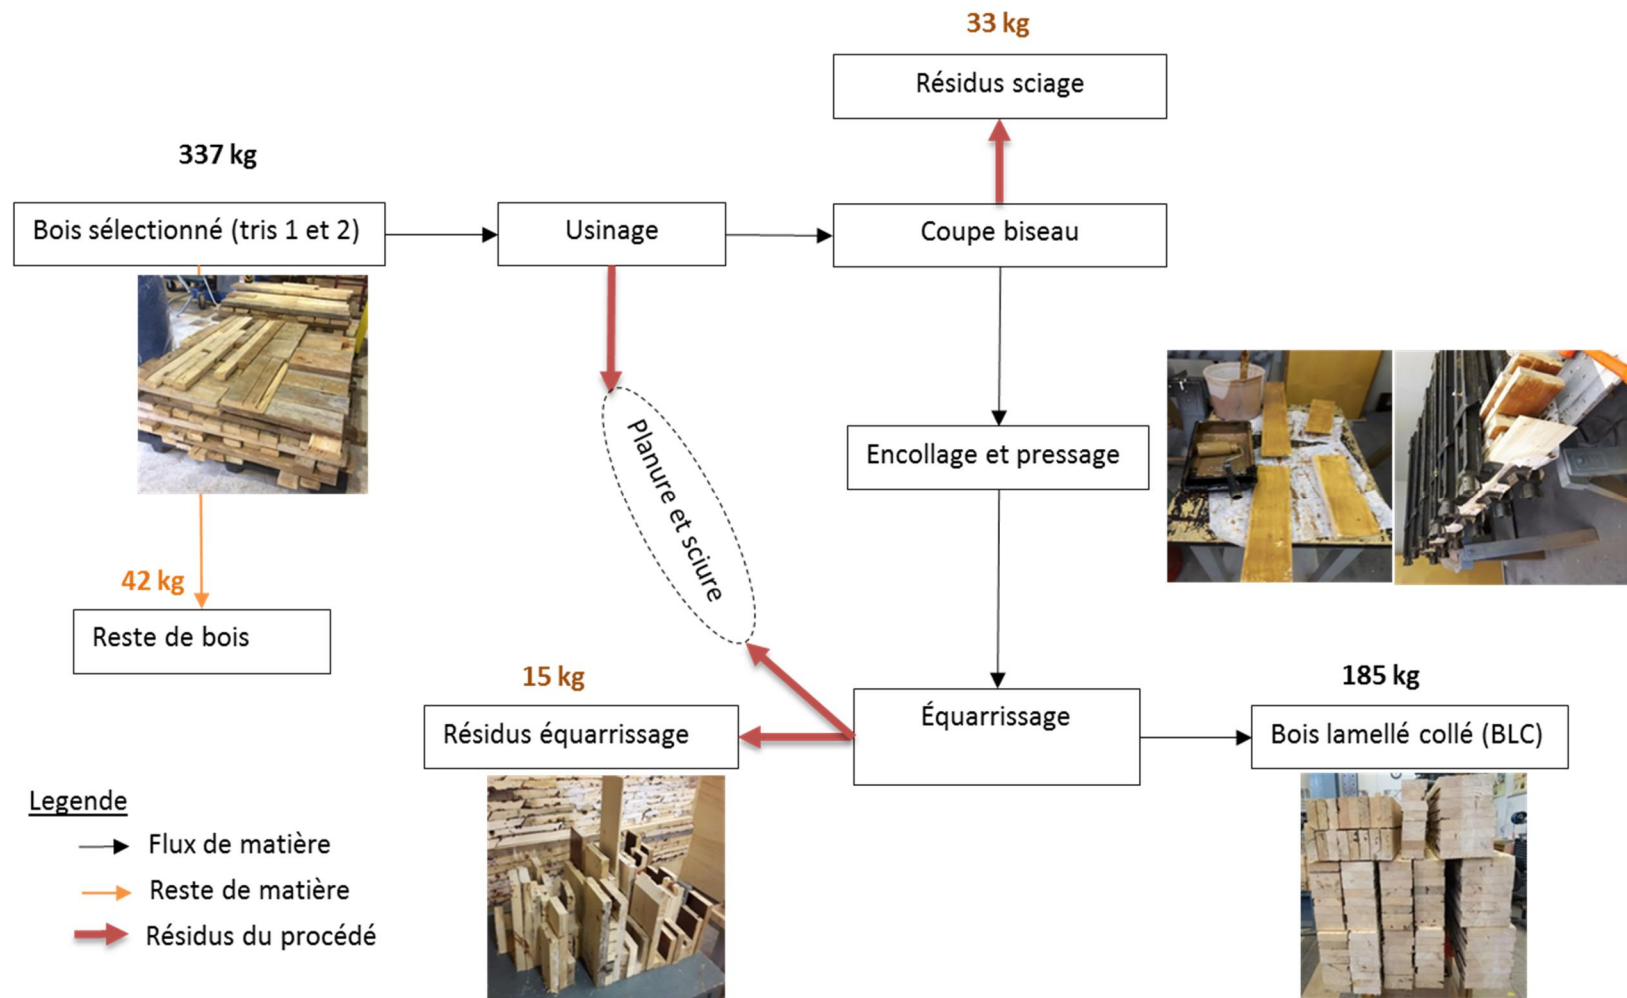 33 kg
Résidus sciage
337 kg
Bois sélectionné (tris 1 et 2)
Usinage
Coupe biseau
Encollage et pressage
Planure et sciure
42 kg
Reste de bois
15 kg
Résidus équarrissage
Équarrissage
185 kg
Bois lamellé collé (BLC)
Legende
Flux de matière
Reste de matière
Résidus du procédé